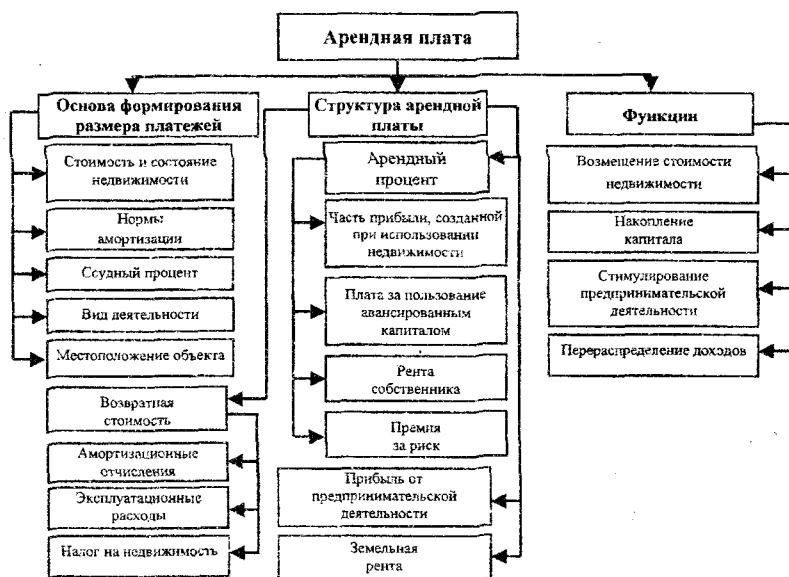 Арендная плата
Основа формирования
размера платежей
Стоимость и состояние
недвижимости
Нормы
амортизации
Ссудный процент
Вид деятельности
Местоположение объекта
Структура арендной
платы
Возвратная
стоимость
Амортизационные
отчисления
Эксплуатационные
расходы
Налог на недвижимость
Арендный
процент
Часть прибыли, созданной
при использовании
недвижимости
Плата за пользование
авансированным
капиталом
Рента
собственника
Премия
за риск
Прибыль от
предпринимательской
деятельности
Земельная
рента
Функции
Возмещение стоимости
недвижимости
Накопление
капитала
Стимулирование
предпринимательской
деятельности
Перераспределение доходов